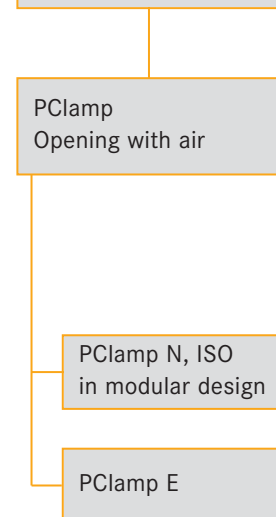 PClamp
Opening with air
PClamp N, ISO
in modular design
PClamp E